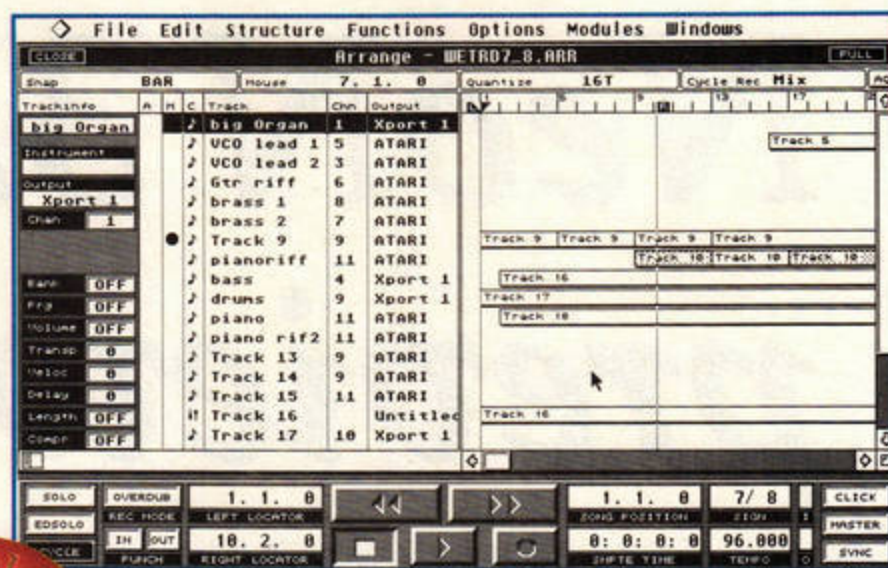 File Edit Structure Functions Options Modules Windows
CLOSE Arrange - WETRD7_8.ARR FULL
Snap BAR Mouse 7. 1. 0 Quantize 16T Cycle Rec Mix
TrackInfo A M C Track Chn Output 5 9 13 17
big Organ big Organ 1 Xport 1
VCO lead 1 5 ATARI Track 5
Instrument VCO lead 2 3 ATARI
Output Gtr riff 6 ATARI
Xport 1 brass 1 8 ATARI
Chan 1 brass 2 7 ATARI
Track 9 9 ATARI Track 9 Track 9 Track 9 Track 9
pianoriff 11 ATARI Track 10 Track 10 Track 10
Bank OFF bass 4 Xport 1 Track 16
Prg OFF drums 9 Xport 1 Track 17
Volume OFF piano 11 ATARI Track 18
Transp 0 piano rif2 11 ATARI
Veloc 0 Track 13 9 ATARI
Delay 0 Track 14 9 ATARI
Track 15 11 ATARI
Length OFF Track 16 Untitled Track 16
Compr OFF Track 17 10 Xport 1
SOLO OVERDUB 1. 1. 0 << >> 1. 1. 0 7/ 8 CLICK
REC MODE LEFT LOCATOR SONG POSITION SIGN I
EDSOLO MASTER
IN OUT 10. 2. 0 > 0: 0: 0: 0 96.000
CYCLE PUNCH RIGHT LOCATOR SMPTE TIME TEMPO O SYNC